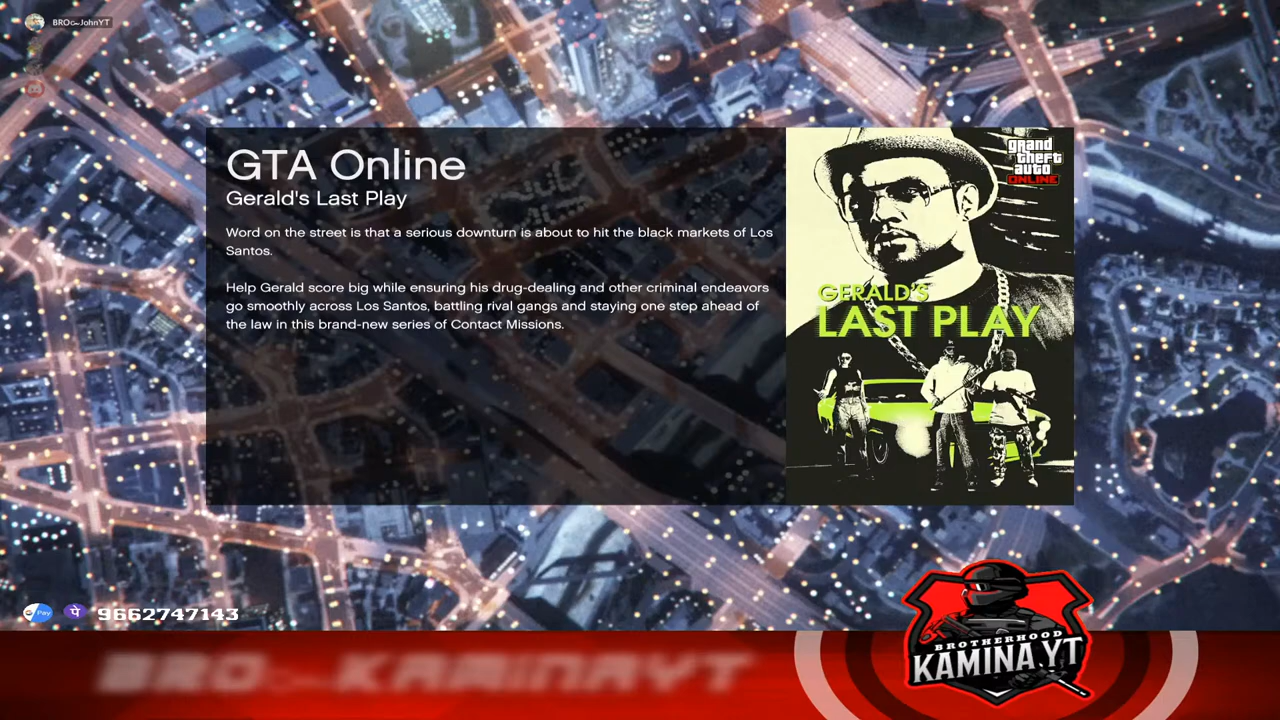 BROc~JohnYT
GTA Online
Gerald's Last Play
Word on the street is that a serious downturn is about to hit the black markets of Los
Santos.
Help Gerald score big while ensuring his drug-dealing and other criminal endeavors
go smoothly across Los Santos, battling rival gangs and staying one step ahead of
the law in this brand-new series of Contact Missions.
grand
theft
auto
ONLINE
GERALD'S
LAST PLAY
Pay पे 9662747143
BROTHERHOOD
KAMINA YT
KAMINAYT